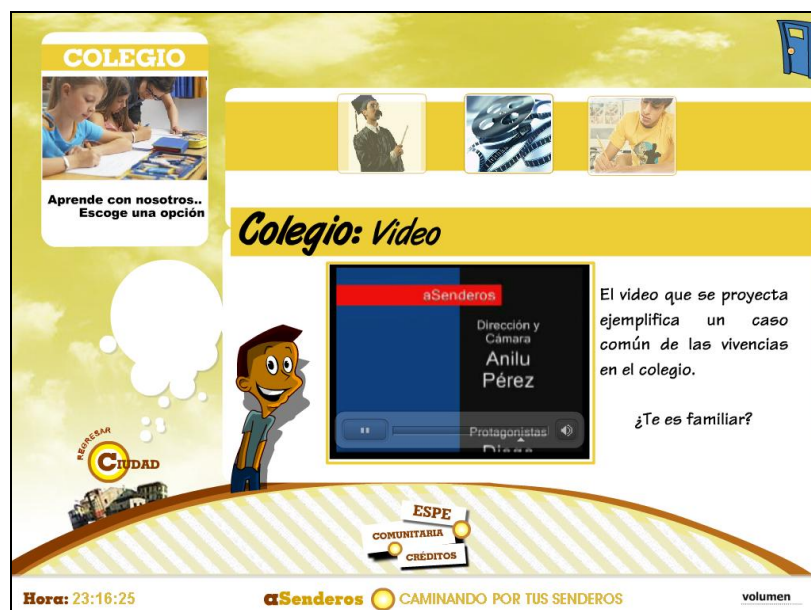 COLEGIO
Aprende con nosotros..
Escoge una opción
Colegio: Video
aSenderos
Dirección y
Cámara
Anilu
Pérez
Protagonistas
El video que se proyecta
ejemplifica un caso
común de las vivencias
en el colegio.
¿Te es familiar?
REGRESAR
CIUDAD
ESPE
COMUNITARIA
CRÉDITOS
Hora: 23:16:25
aSenderos
CAMINANDO POR TUS SENDEROS
volumen